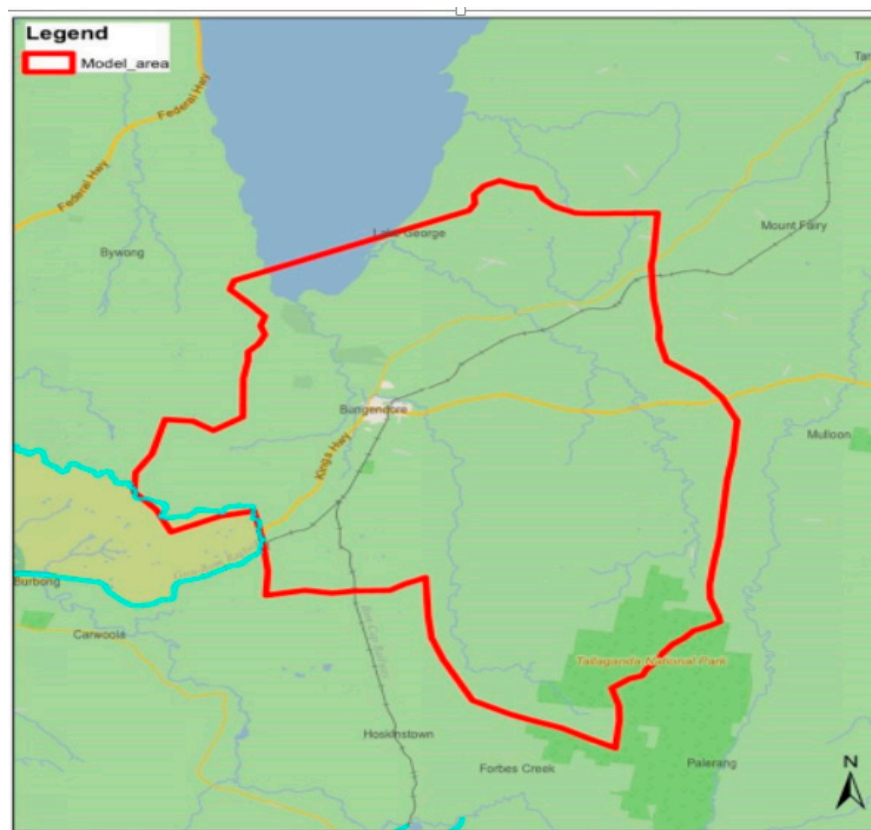 Legend
Model_area
Federal Hwy
Federal Hwy
Tar
Mount Fairy
Lake George
Bywong
Bungendore
Kings Hwy
Mulloon
Burbong
Carwoola
Tallaganda National Park
Hoskinstown
Forbes Creek
Palerang
N